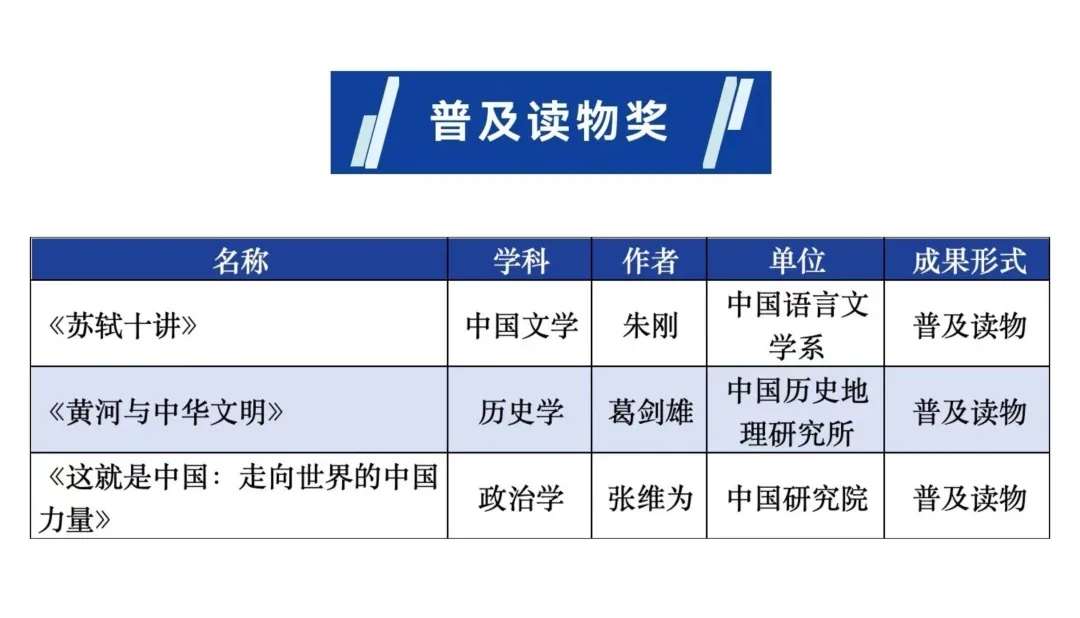 普及读物奖
名称 学科 作者 单位 成果形式
《苏轼十讲》 中国文学 朱刚 中国语言文学系 普及读物
《黄河与中华文明》 历史学 葛剑雄 中国历史地理研究所 普及读物
《这就是中国：走向世界的中国力量》 政治学 张维为 中国研究院 普及读物